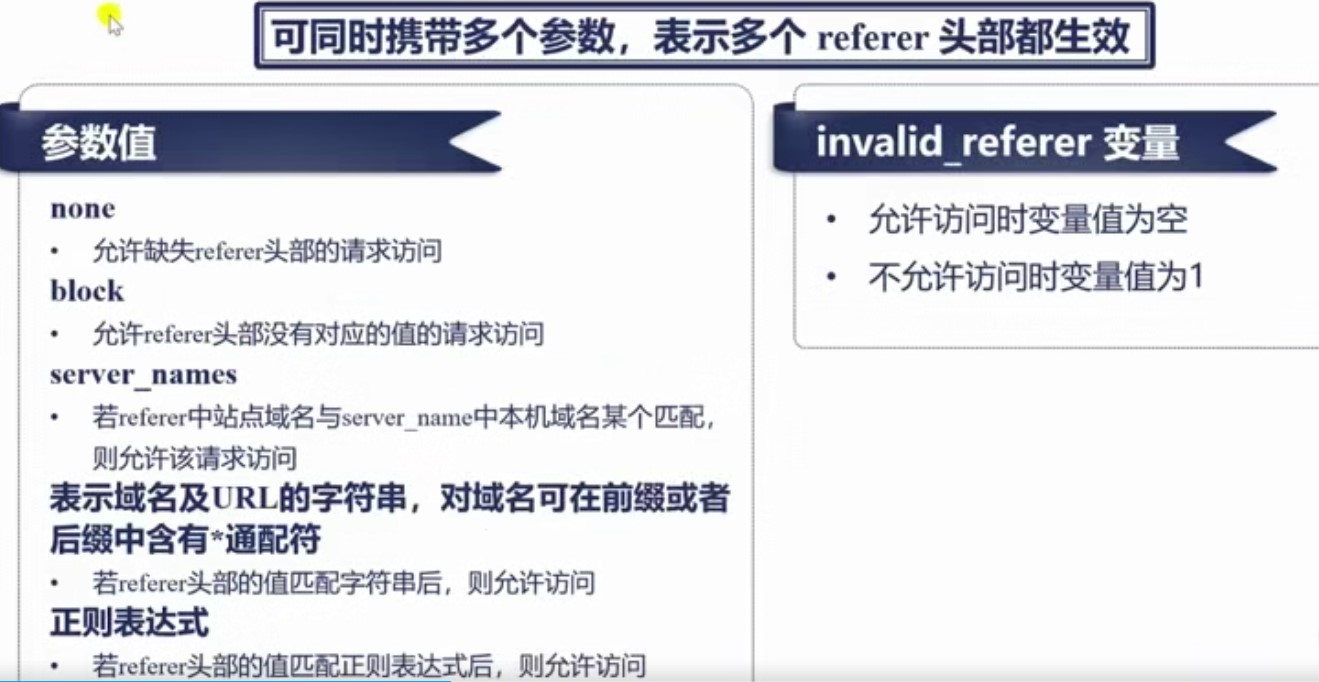 可同时携带多个参数，表示多个 referer 头部都生效
参数值
none
• 允许缺失referer头部的请求访问
block
• 允许referer头部没有对应的值的请求访问
server_names
• 若referer中站点域名与server_name中本机域名某个匹配，
则允许该请求访问
表示域名及URL的字符串，对域名可在前缀或者
后缀中含有*通配符
• 若referer头部的值匹配字符串后，则允许访问
正则表达式
• 若referer头部的值匹配正则表达式后，则允许访问
invalid_referer 变量
• 允许访问时变量值为空
• 不允许访问时变量值为1